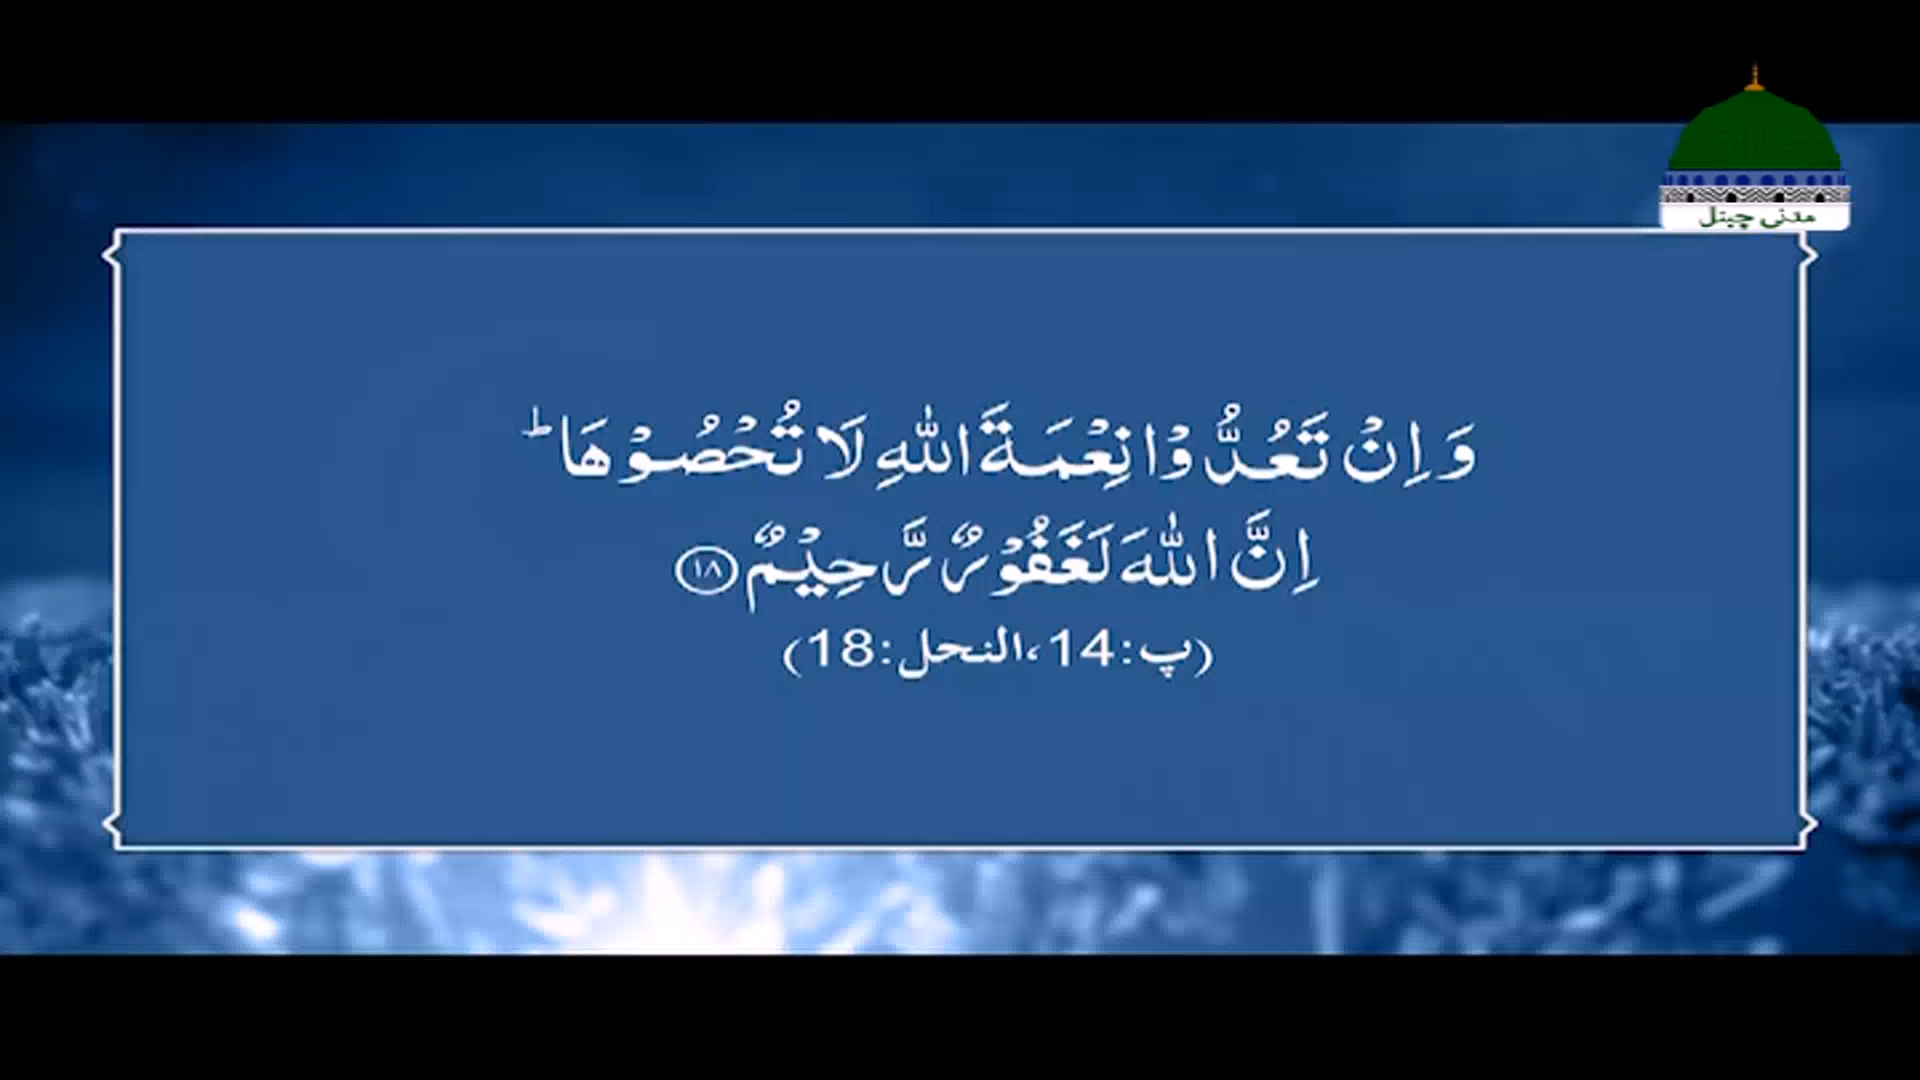 مدنی چینل
وَ اِنْ تَعُدُّوْا نِعْمَةَ اللّٰهِ لَا تُحْصُوْهَاؕ
اِنَّ اللّٰهَ لَغَفُوْرٌ رَّحِیْمٌ ﴿۱۸﴾
(پ:14،النحل:18)